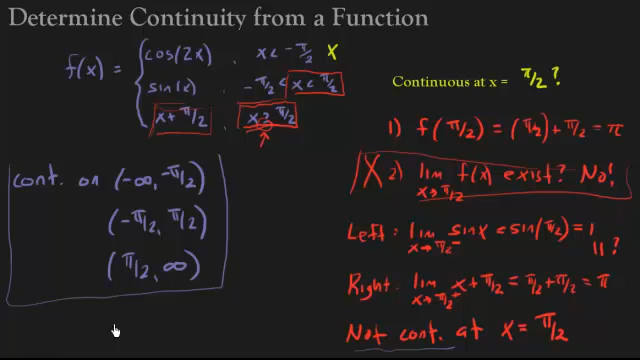 Determine Continuity from a Function
f(x) = { cos(2x) , x < -π/2 X
sin(x) , -π/2 < x < π/2
x + π/2 , x ≥ π/2
cont. on (-∞, -π/2)
(-π/2, π/2)
(π/2, ∞)
Continuous at x = π/2 ?
1) f(π/2) = (π/2) + π/2 = π
X 2) lim x→π/2 f(x) exist? No!
Left: lim x→π/2⁻ sin x = sin(π/2) = 1
11?
Right: lim x→π/2⁺ x + π/2 = π/2 + π/2 = π
Not cont. at x = π/2